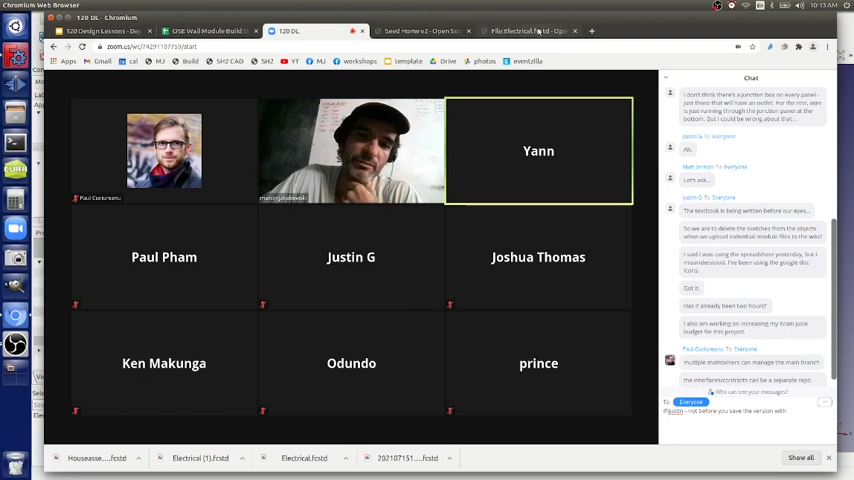 Chromium Web Browser
10:13 AM
120 DL - Chromium
120 Design Lessons - Day
OSE Wall Module Build S
120 DL
Seed Home v2 - Open Sou
File:Electrical.fcstd - Open
zoom.us/wc/74291107759/start
Apps
Gmail
cal
MJ
Build
SH2 CAD
ST
YT
MJ
workshops
template
Drive
photos
SH2
eventzilla
Chat
I don't think there's a junction box on every panel -
just those that will have an outlet. For the rest, wire
is just running through the junction panel at the
bottom. But I could be wrong about that...
Justin G To Everyone
Ah.
Matt Jerman To Everyone
Let's ask...
Justin G To Everyone
The textbook is being written before our eyes...
So we are to delete the sketches from the objects
when we upload individual module files to the wiki?
I said I was using the spreadsheet yesterday, but I
misunderstood. I've been using the google doc
icons.
Got it.
Has it already been two hours?
I also am working on increasing my brain juice
budget for this project.
Paul Cuciureanu To Everyone
multiple maintainers can manage the main branch
the interfaces/contracts can be a separate repo
Who can see your messages?
To: Everyone
@justin - not before you save the version with
Paul Cuciureanu
marcin jakubowski
Yann
Paul Pham
Justin G
Joshua Thomas
Ken Makunga
Odundo
prince
Houseasse....fcstd
Electrical (1).fcstd
Electrical.fcstd
202107151....fcstd
Show all